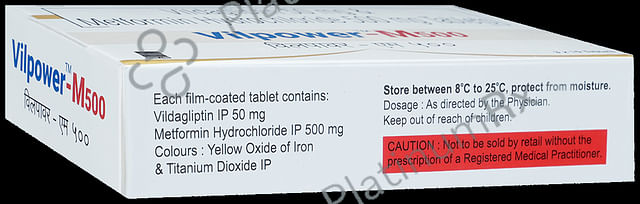 Vilpower™-M500
विलपावर - एम ५००
Vilpower-M500
Each film-coated tablet contains:
Vildagliptin IP 50 mg
Metformin Hydrochloride IP 500 mg
Colours : Yellow Oxide of Iron
& Titanium Dioxide IP
Store between 8°C to 25°C, protect from moisture.
Dosage : As directed by the Physician.
Keep out of reach of children.
CAUTION : Not to be sold by retail without the
prescription of a Registered Medical Practitioner.
PlatinumRx